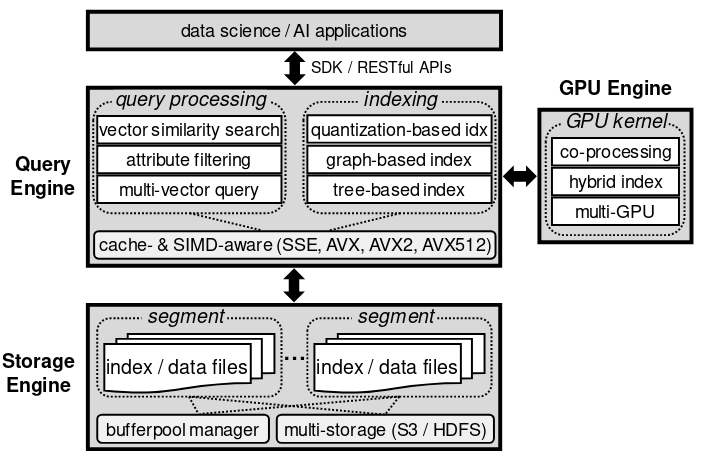 data science / AI applications
SDK / RESTful APIs
Query
Engine
query processing
vector similarity search
attribute filtering
multi-vector query
indexing
quantization-based idx
graph-based index
tree-based index
cache- & SIMD-aware (SSE, AVX, AVX2, AVX512)
GPU Engine
GPU kernel
co-processing
hybrid index
multi-GPU
Storage
Engine
segment
index / data files
...
segment
index / data files
bufferpool manager
multi-storage (S3 / HDFS)